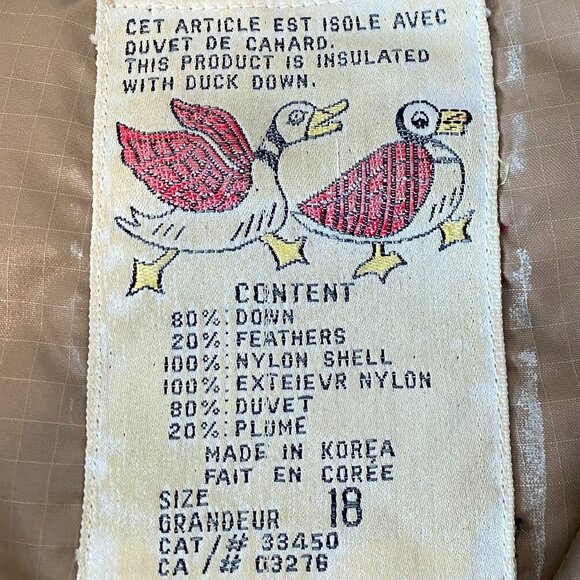 CET ARTICLE EST ISOLE AVEC
DUVET DE CANARD.
THIS PRODUCT IS INSULATED
WITH DUCK DOWN.
CONTENT
80%: DOWN
20%: FEATHERS
100%: NYLON SHELL
100%: EXTEIEVR NYLON
80%: DUVET
20%: PLUME
MADE IN KOREA
FAIT EN CORÉE
SIZE
GRANDEUR 18
CAT/# 33450
CA /# 03276